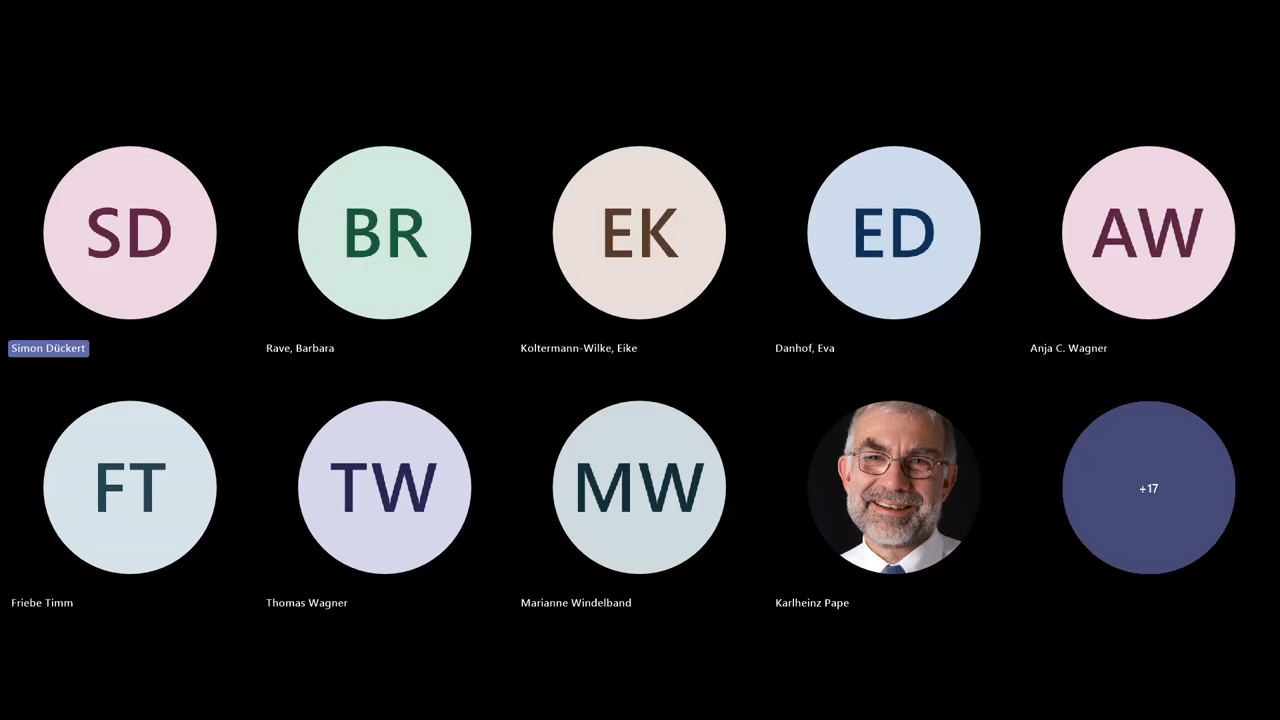 SD
BR
EK
ED
AW
Simon Dückert
Rave, Barbara
Koltermann-Wilke, Eike
Danhof, Eva
Anja C. Wagner
FT
TW
MW
+17
Friebe Timm
Thomas Wagner
Marianne Windelband
Karlheinz Pape